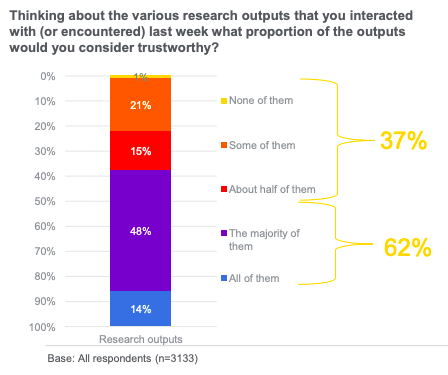 Thinking about the various research outputs that you interacted
with (or encountered) last week what proportion of the outputs
would you consider trustworthy?
0%
10%
20%
30%
40%
50%
60%
70%
80%
90%
100%
1%
21%
15%
48%
14%
None of them
Some of them
About half of them
The majority of
them
All of them
37%
62%
Research outputs
Base: All respondents (n=3133)